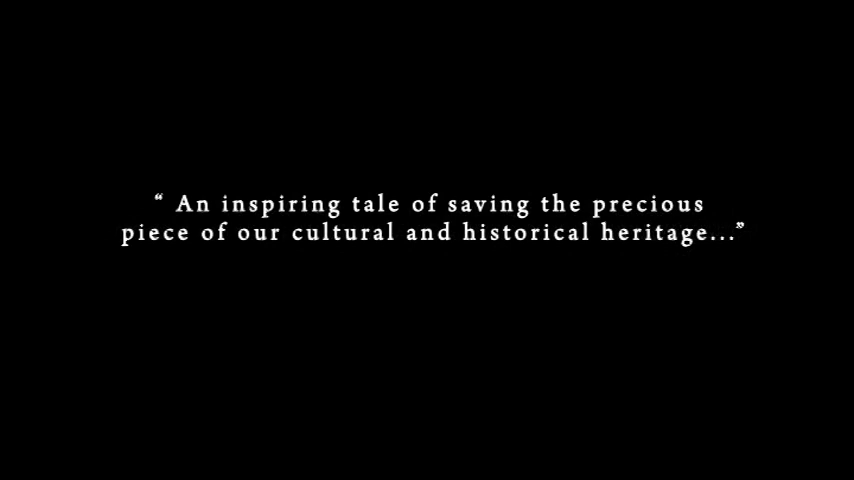 “ An inspiring tale of saving the precious
piece of our cultural and historical heritage...”